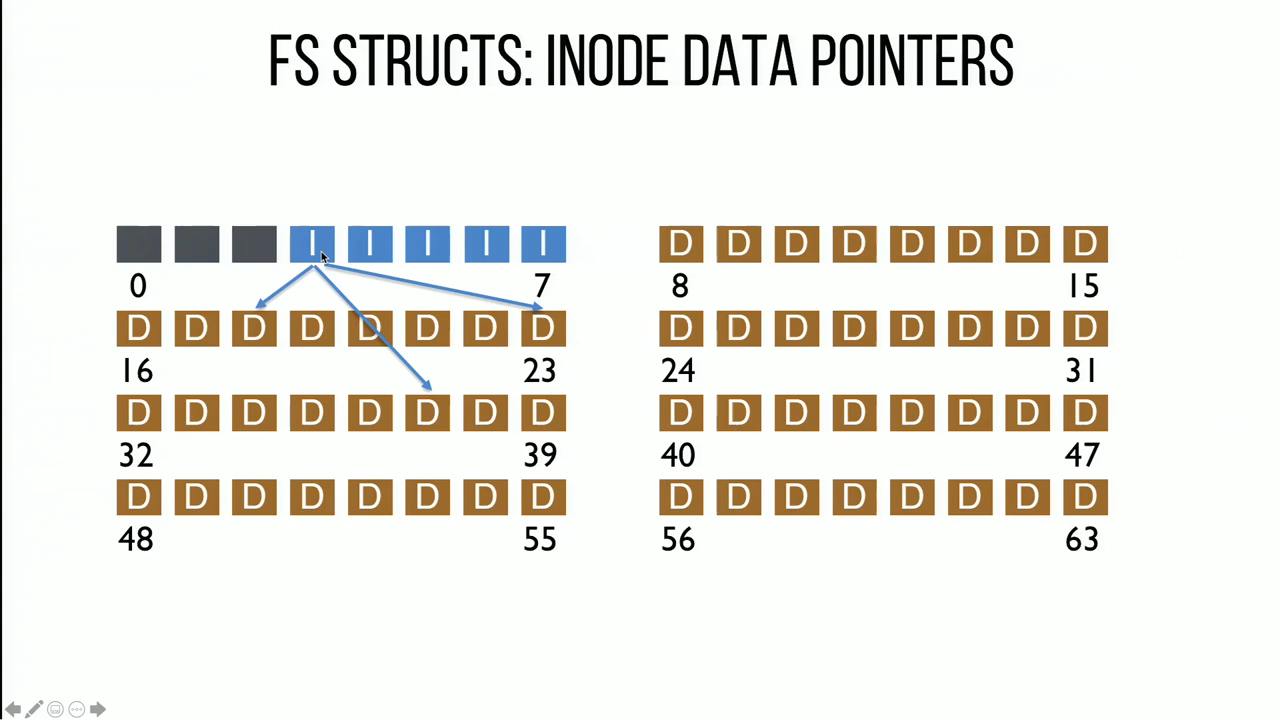 FS STRUCTS: INODE DATA POINTERS
I I I I I
0 7
D D D D D D D D
8 15
D D D D D D D D
16 23
D D D D D D D D
24 31
D D D D D D D D
32 39
D D D D D D D D
40 47
D D D D D D D D
48 55
D D D D D D D D
56 63